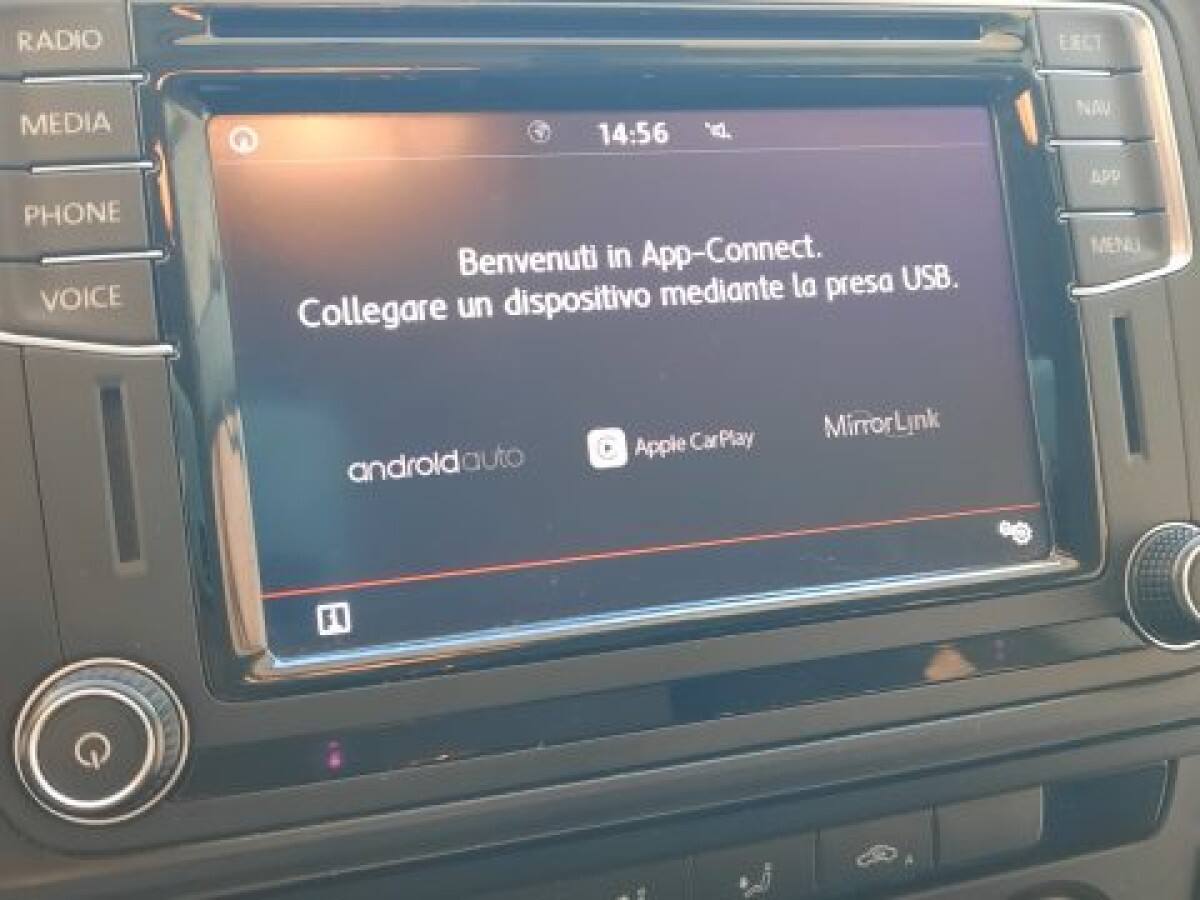 RADIO
MEDIA
PHONE
VOICE
EJECT
NAV
APP
MENU
14:56
Benvenuti in App-Connect.
Collegare un dispositivo mediante la presa USB.
androidauto
Apple CarPlay
MirrorLink
A